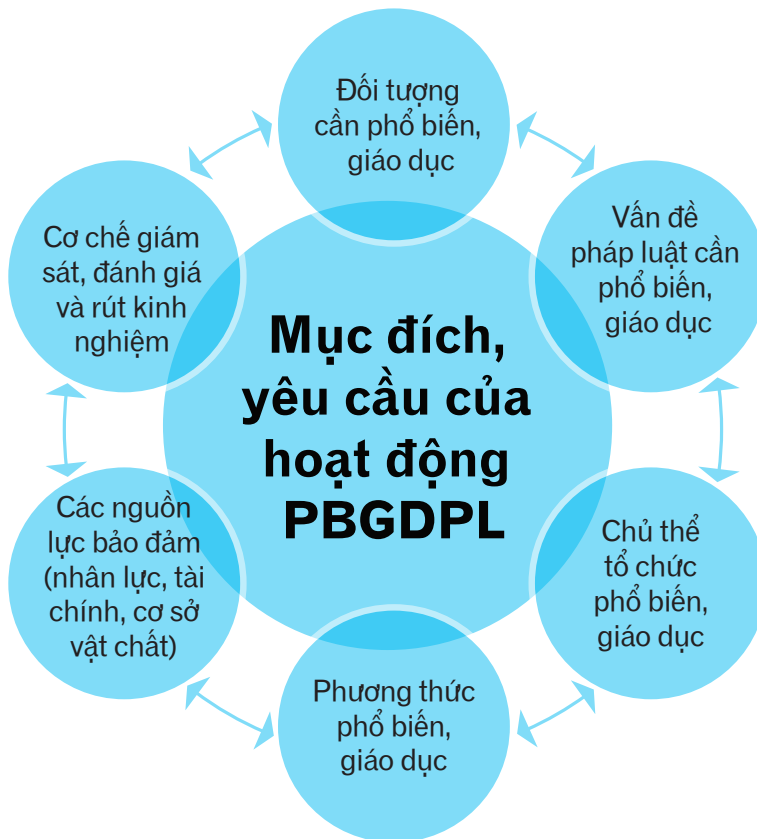 Đối tượng
cần phổ biến,
giáo dục
Vấn đề
pháp luật cần
phổ biến,
giáo dục
Chủ thể
tổ chức
phổ biến,
giáo dục
Phương thức
phổ biến,
giáo dục
Các nguồn
lực bảo đảm
(nhân lực, tài
chính, cơ sở
vật chất)
Cơ chế giám
sát, đánh giá
và rút kinh
nghiệm
Mục đích,
yêu cầu của
hoạt động
PBGDPL